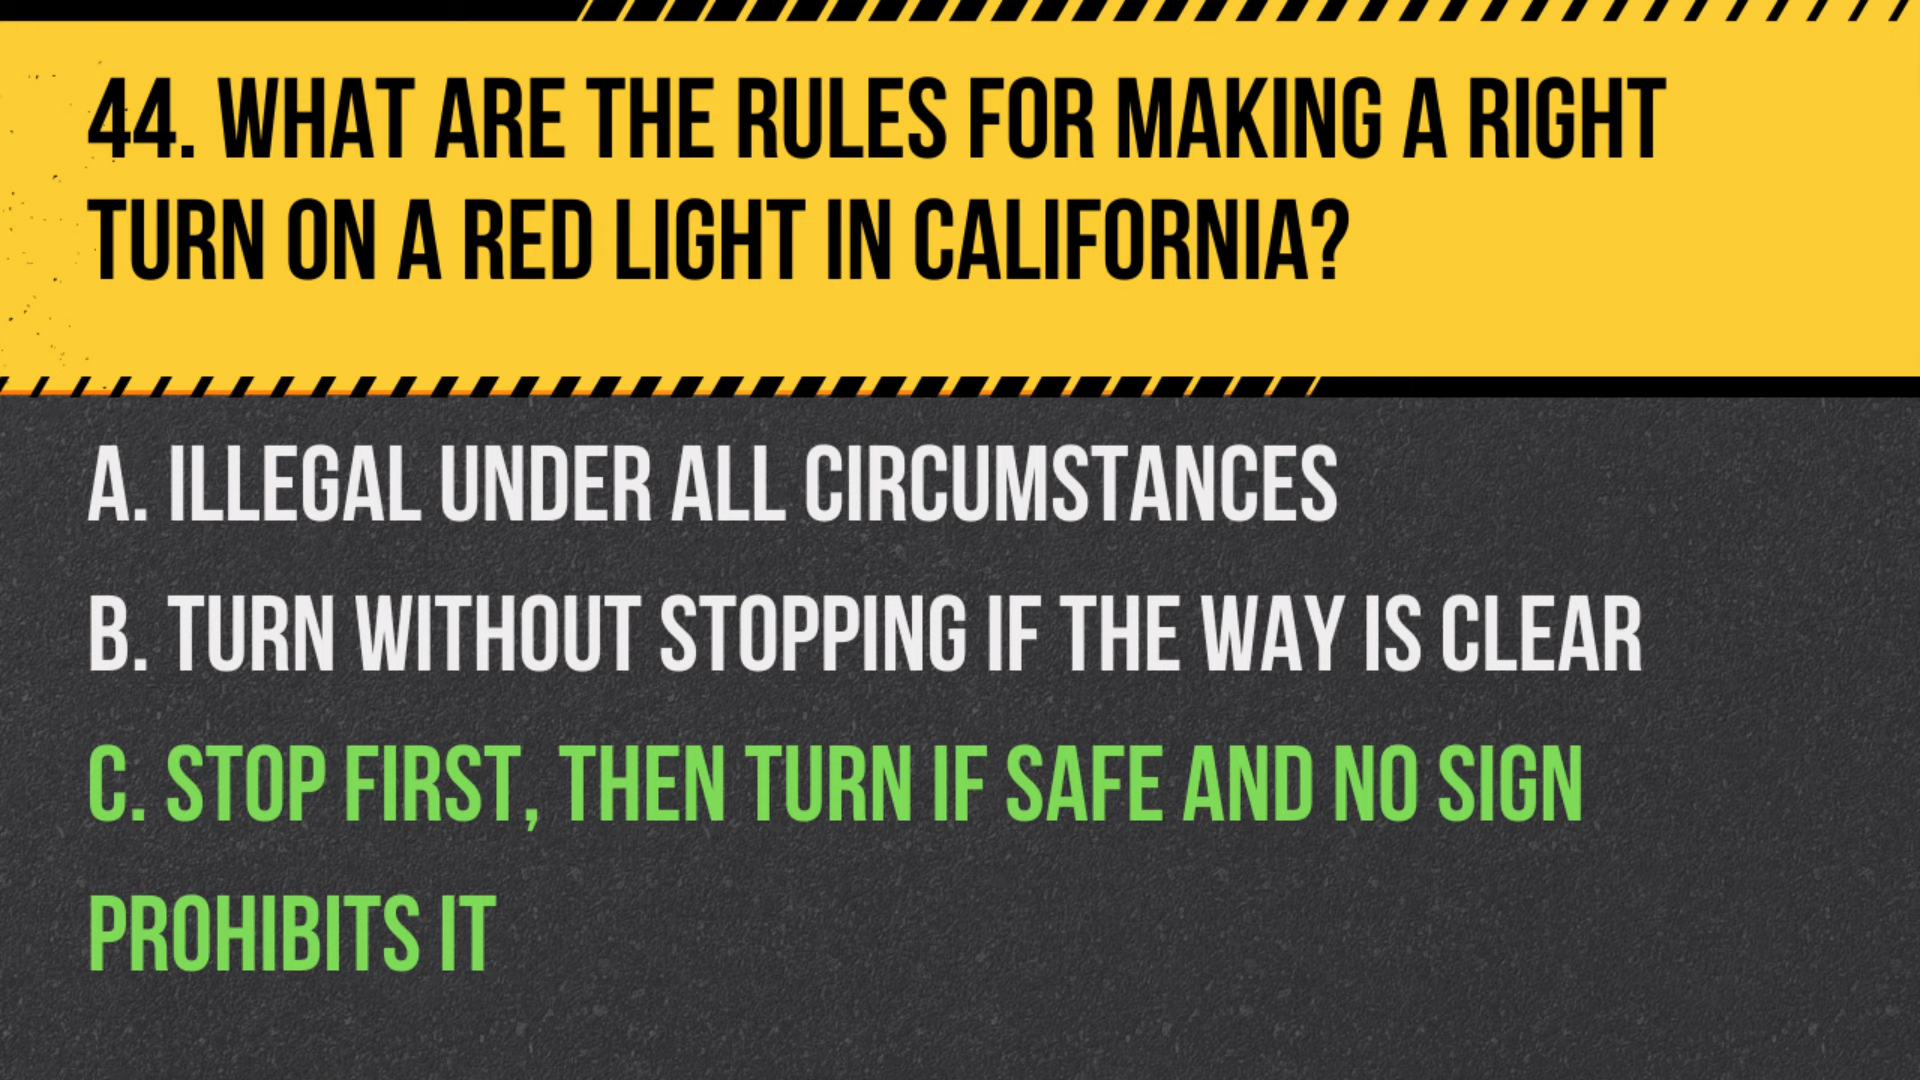 44. WHAT ARE THE RULES FOR MAKING A RIGHT
TURN ON A RED LIGHT IN CALIFORNIA?
A. ILLEGAL UNDER ALL CIRCUMSTANCES
B. TURN WITHOUT STOPPING IF THE WAY IS CLEAR
C. STOP FIRST, THEN TURN IF SAFE AND NO SIGN
PROHIBITS IT